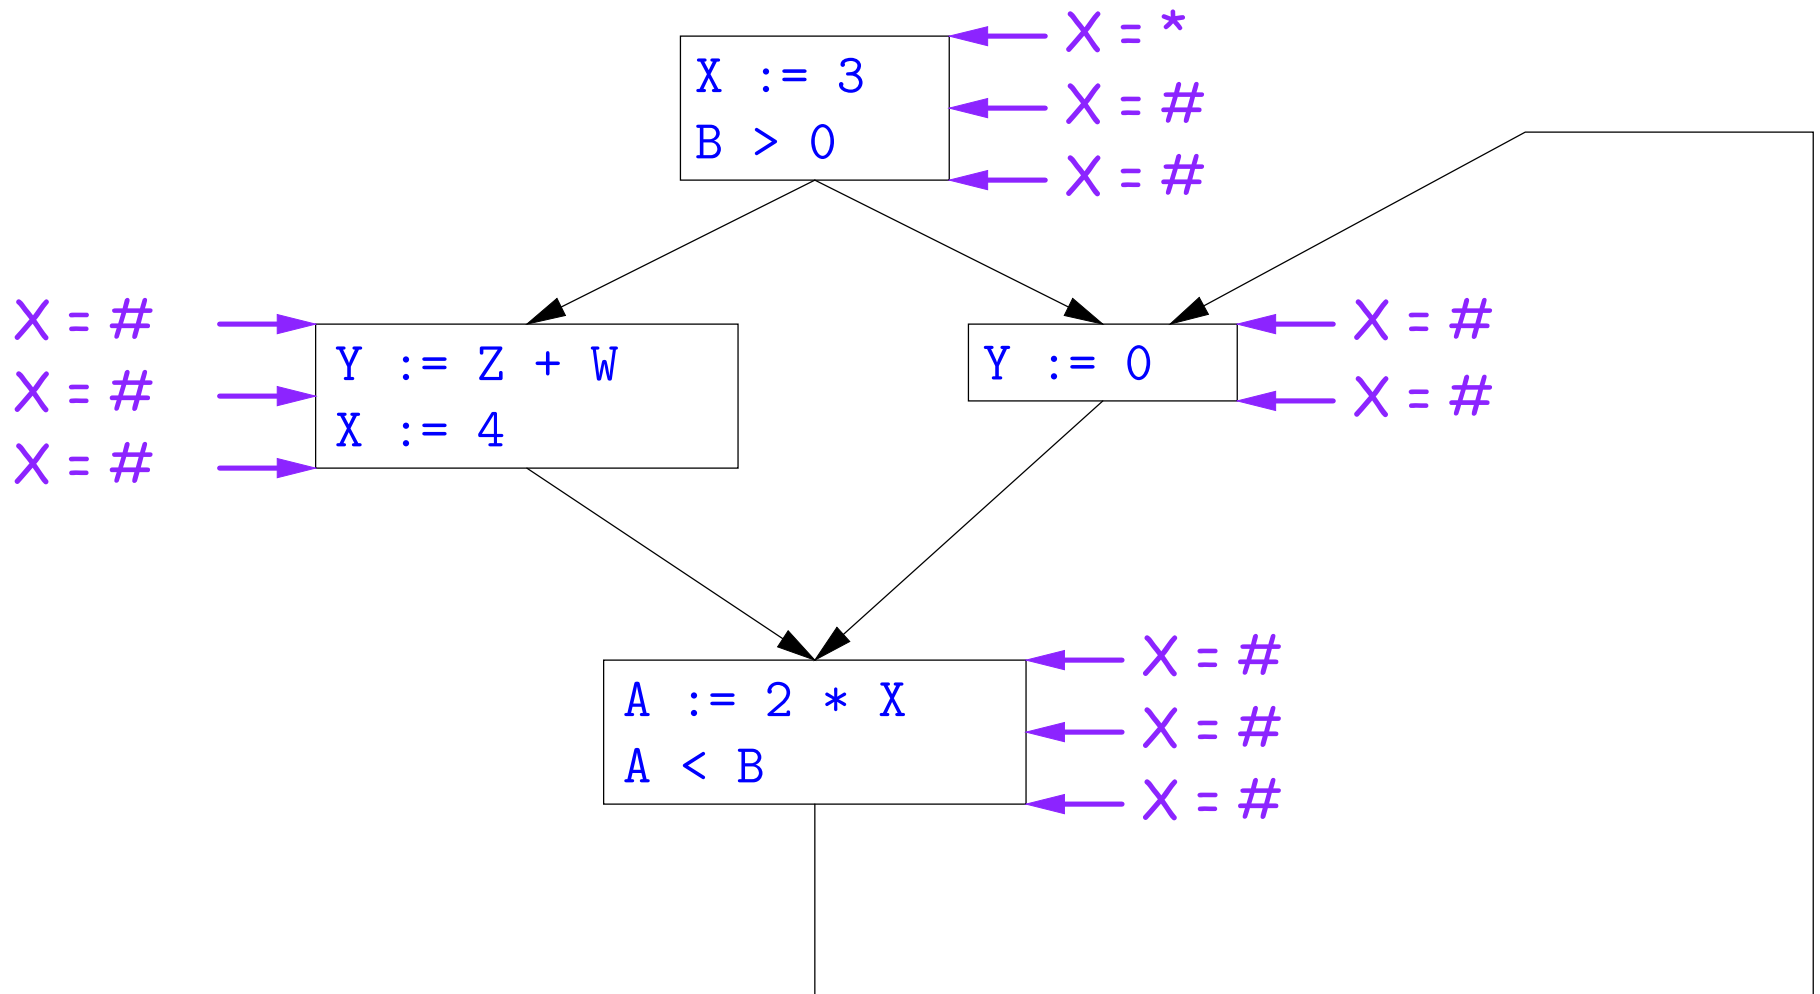 X = *
X := 3
X = #
B > 0
X = #
X = #
Y := Z + W
X = #
X := 4
X = #
X = #
Y := 0
X = #
X = #
A := 2 * X
X = #
A < B
X = #